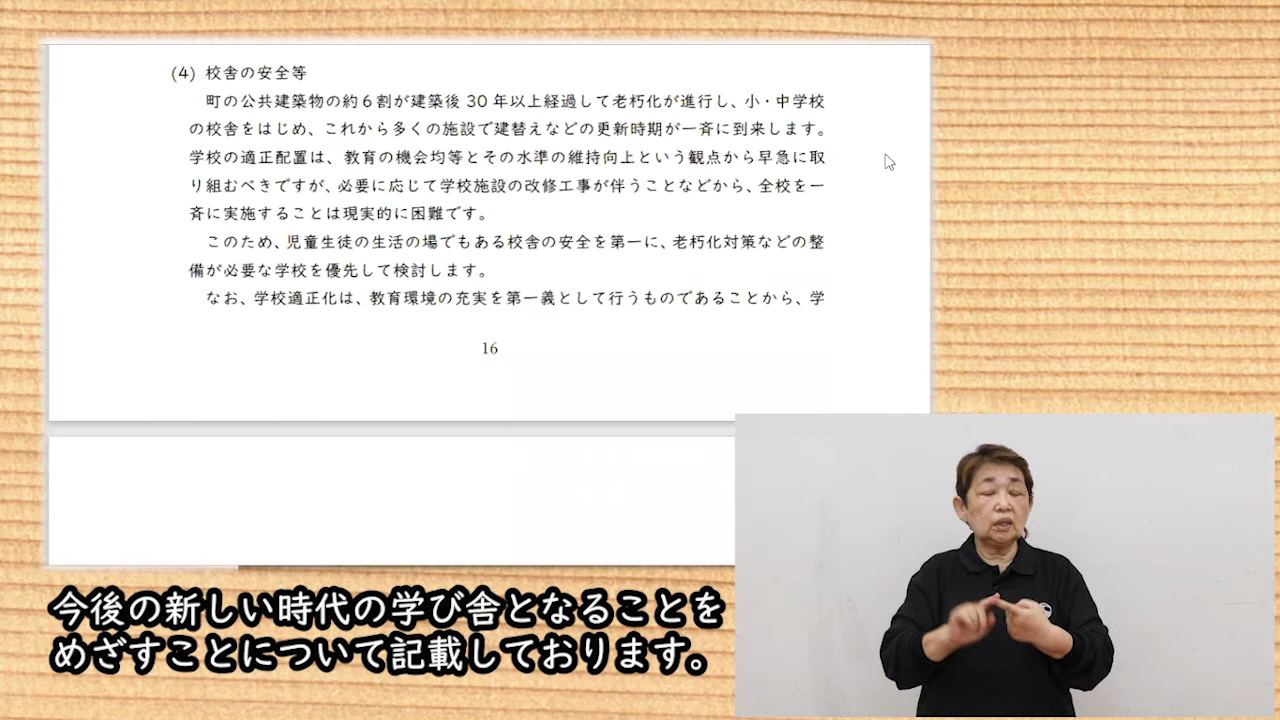 (4) 校舎の安全等
町の公共建築物の約６割が建築後 30 年以上経過して老朽化が進行し、小・中学校
の校舎をはじめ、これから多くの施設で建替えなどの更新時期が一斉に到来します。
学校の適正配置は、教育の機会均等とその水準の維持向上という観点から早急に取
り組むべきですが、必要に応じて学校施設の改修工事が伴うことなどから、全校を一
斉に実施することは現実的に困難です。
このため、児童生徒の生活の場でもある校舎の安全を第一に、老朽化対策などの整
備が必要な学校を優先して検討します。
なお、学校適正化は、教育環境の充実を第一義として行うものであることから、学
16
今後の新しい時代の学び舎となることを
めざすことについて記載しております。